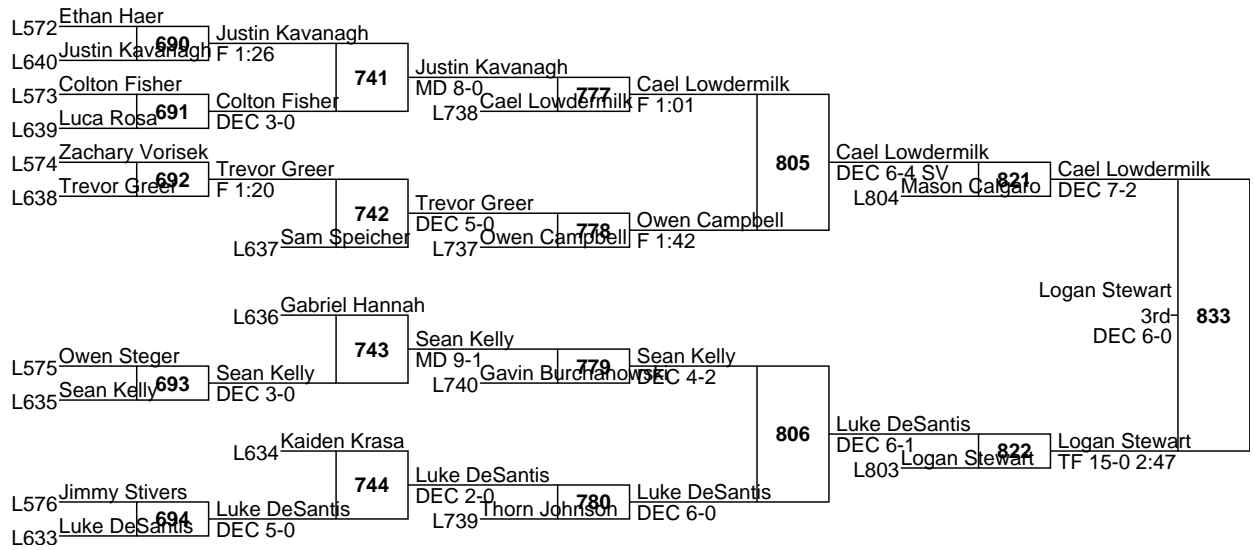 L572 Ethan Haer
690
L640 Justin Kavanagh
Justin Kavanagh
F 1:26
L573 Colton Fisher
691
L639 Luca Rosa
Colton Fisher
DEC 3-0
741
Justin Kavanagh
MD 8-0
L738 Cael Lowdermilk
777
Cael Lowdermilk
F 1:01
L574 Zachary Vorisek
692
L638 Trevor Greer
Trevor Greer
F 1:20
742
L637 Sam Speicher
Trevor Greer
DEC 5-0
L737 Owen Campbell
778
Owen Campbell
F 1:42
805
Cael Lowdermilk
DEC 6-4 SV
L804 Mason Calgaro
821
Cael Lowdermilk
DEC 7-2
L636 Gabriel Hannah
743
L575 Owen Steger
693
L635 Sean Kelly
Sean Kelly
DEC 3-0
Sean Kelly
MD 9-1
L740 Gavin Burchanowski
779
Sean Kelly
DEC 4-2
L634 Kaiden Krasa
744
L576 Jimmy Stivers
694
L633 Luke DeSantis
Luke DeSantis
DEC 5-0
Luke DeSantis
DEC 2-0
L739 Thorn Johnson
780
Luke DeSantis
DEC 6-0
806
Luke DeSantis
DEC 6-1
L803 Logan Stewart
822
Logan Stewart
TF 15-0 2:47
833
Logan Stewart
3rd
DEC 6-0